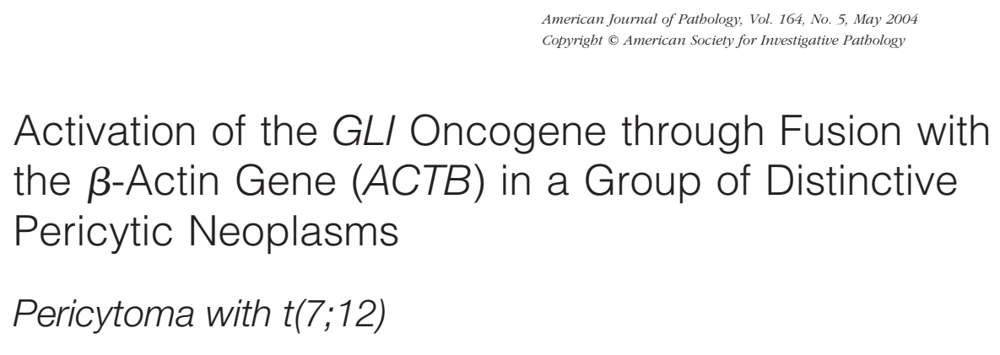 American Journal of Pathology, Vol. 164, No. 5, May 2004
Copyright © American Society for Investigative Pathology
Activation of the GLI Oncogene through Fusion with
the β-Actin Gene (ACTB) in a Group of Distinctive
Pericytic Neoplasms
Pericytoma with t(7;12)